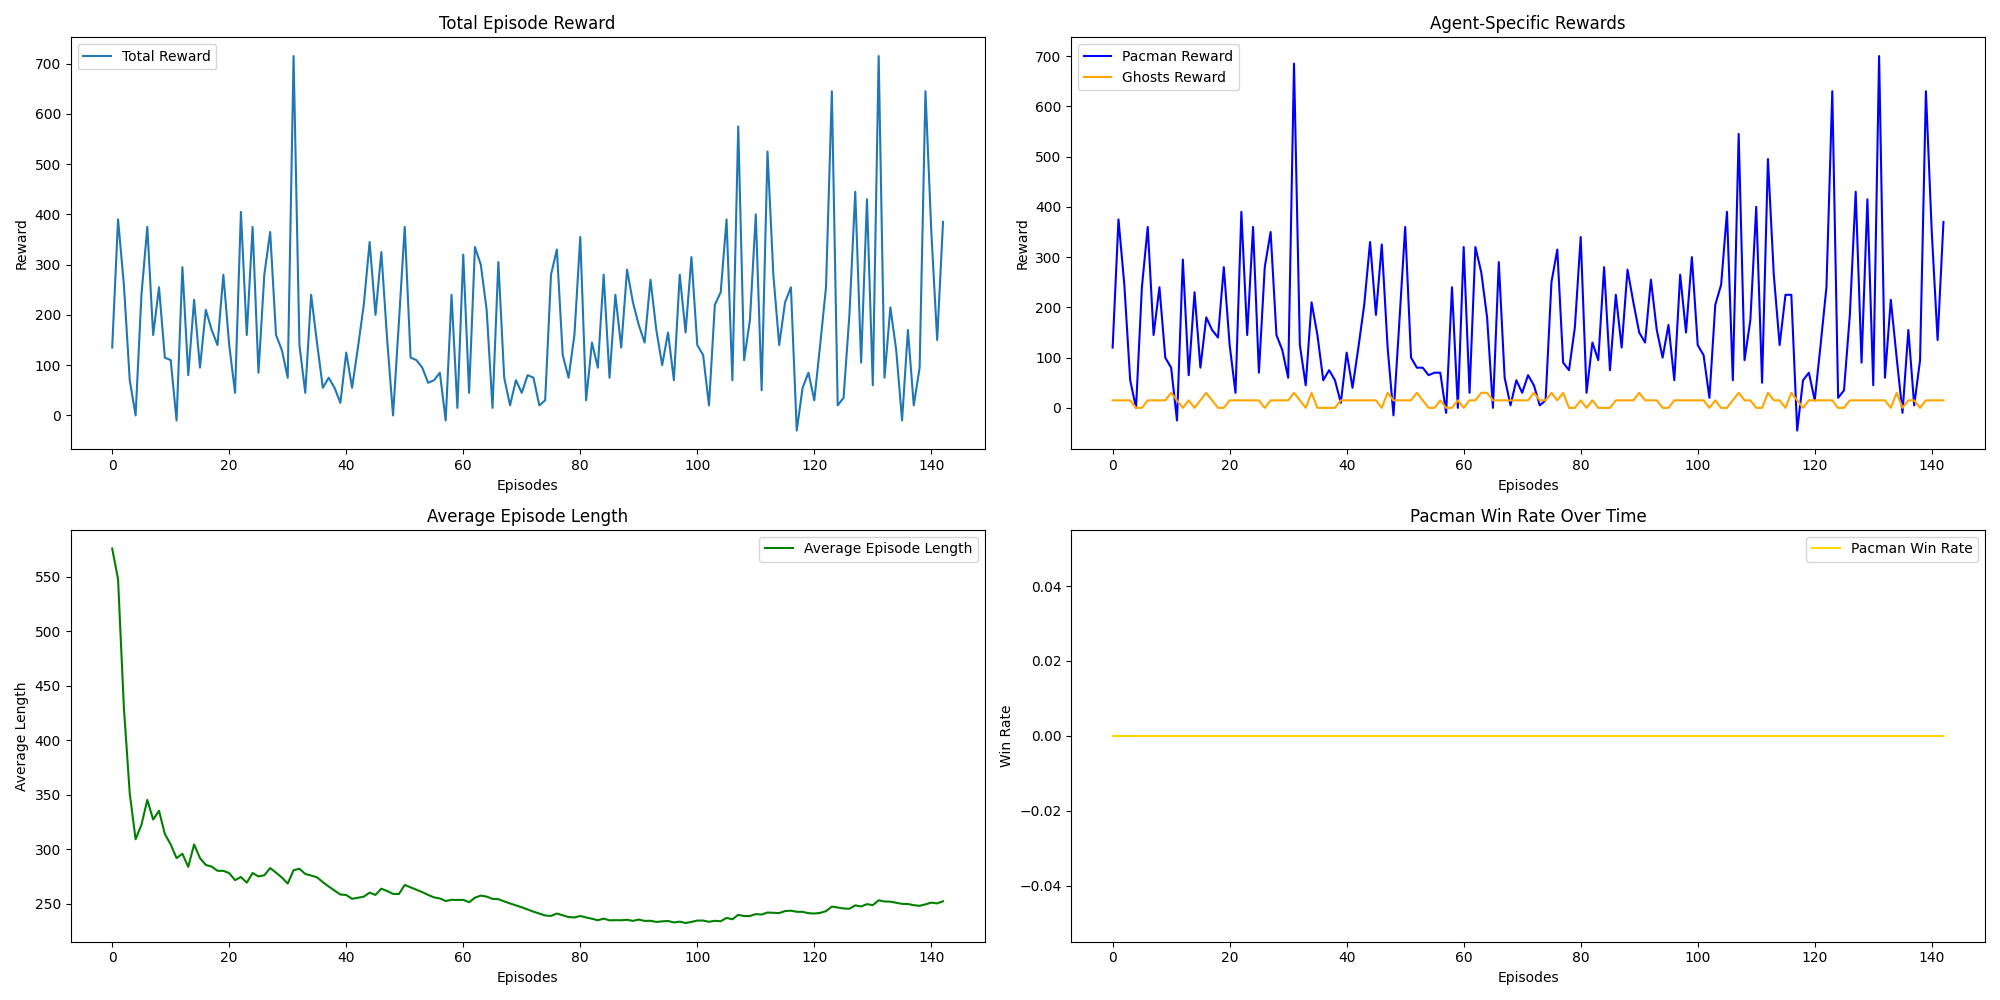 Total Episode Reward
Total Reward
Reward
700
600
500
400
300
200
100
0
0 20 40 60 80 100 120 140
Episodes
Agent-Specific Rewards
Pacman Reward
Ghosts Reward
Reward
700
600
500
400
300
200
100
0
0 20 40 60 80 100 120 140
Episodes
Average Episode Length
Average Episode Length
Average Length
550
500
450
400
350
300
250
0 20 40 60 80 100 120 140
Episodes
Pacman Win Rate Over Time
Pacman Win Rate
Win Rate
0.04
0.02
0.00
−0.02
−0.04
0 20 40 60 80 100 120 140
Episodes